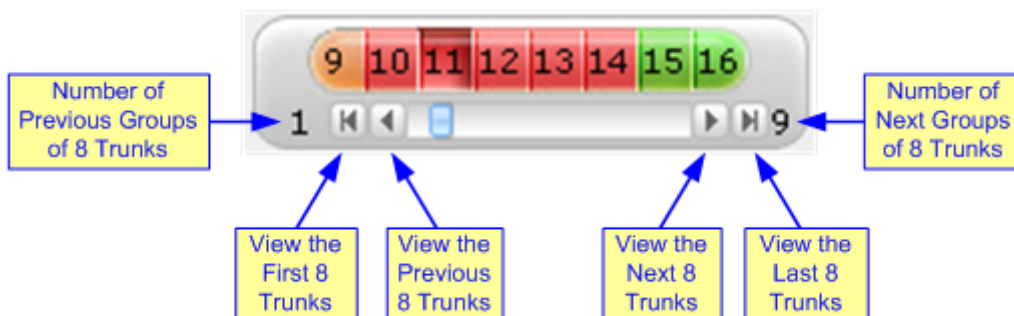 9 10 11 12 13 14 15 16
Number of
Previous Groups
of 8 Trunks
1
9
Number of
Next Groups
of 8 Trunks
View the
First 8
Trunks
View the
Previous
8 Trunks
View the
Next 8
Trunks
View the
Last 8
Trunks